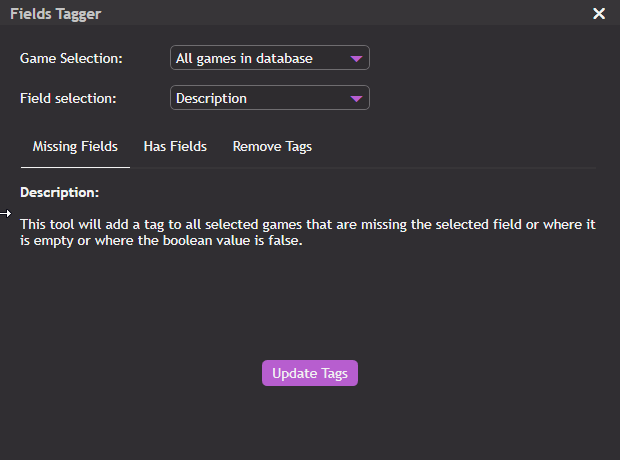 Fields Tagger
Game Selection: All games in database
Field selection: Description
Missing Fields Has Fields Remove Tags
Description:
This tool will add a tag to all selected games that are missing the selected field or where it
is empty or where the boolean value is false.
Update Tags